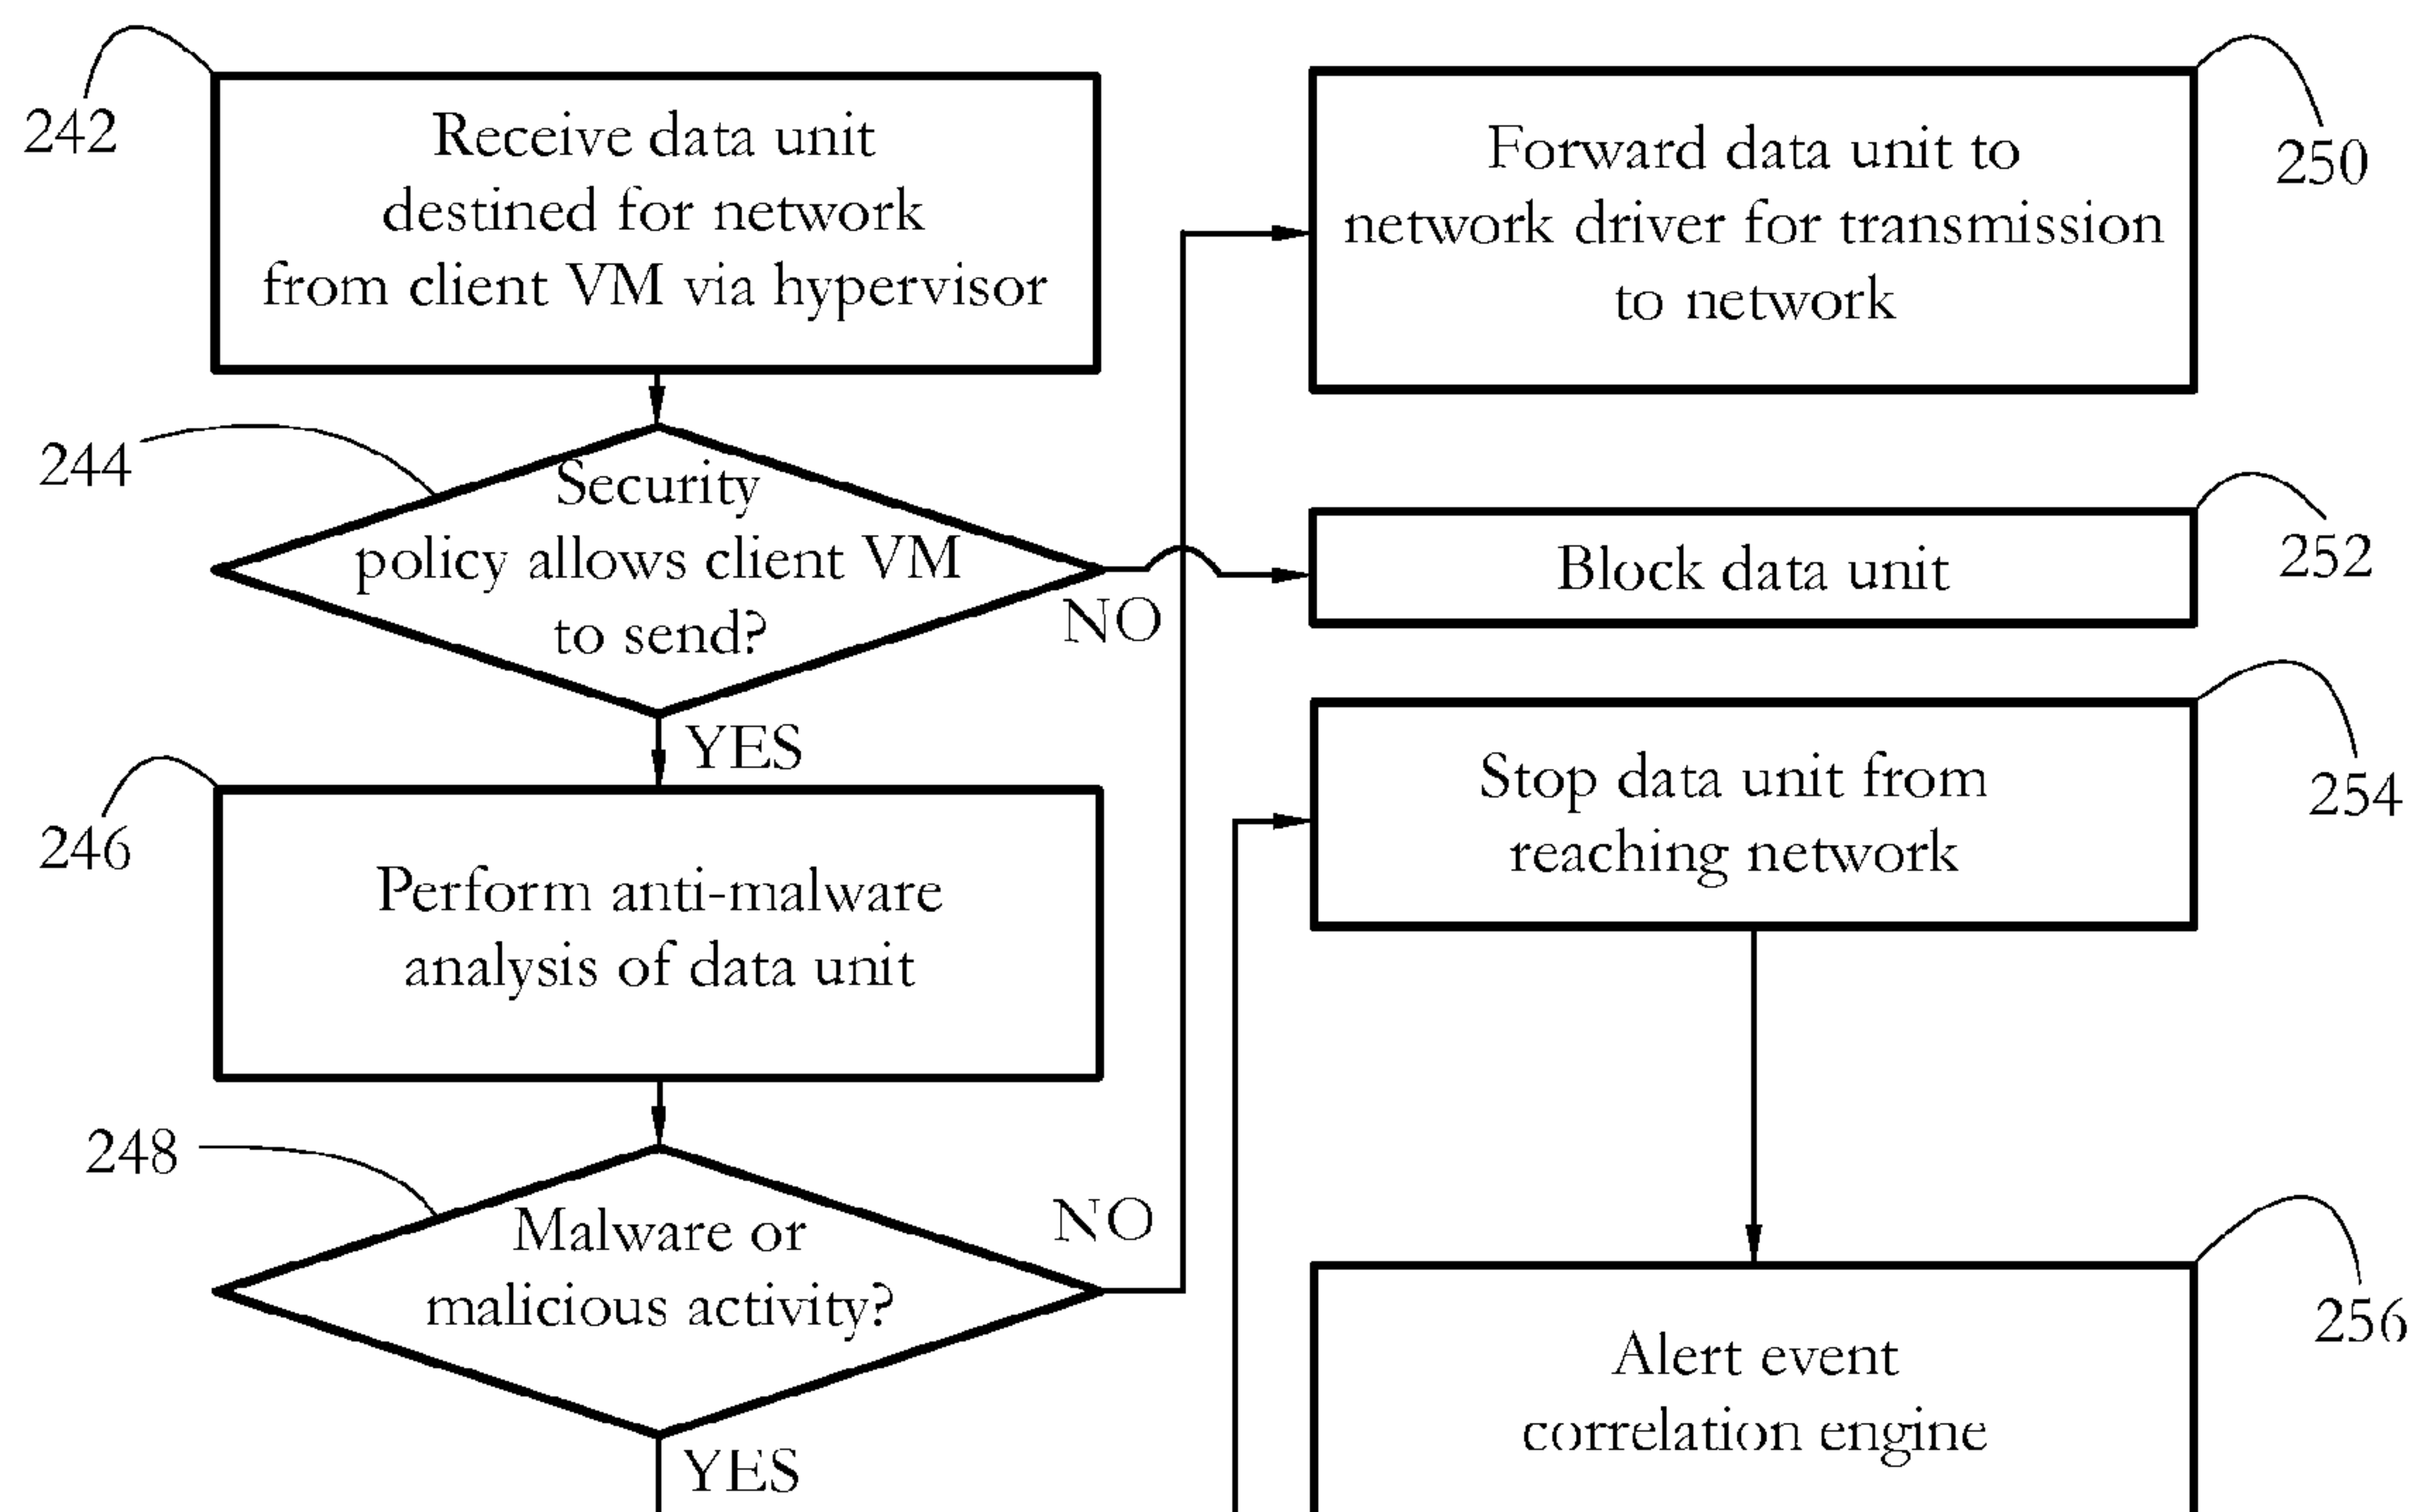 242
Receive data unit
destined for network
from client VM via hypervisor
244
Security
policy allows client VM
to send?
NO
YES
246
Perform anti-malware
analysis of data unit
248
Malware or
malicious activity?
NO
YES
250
Forward data unit to
network driver for transmission
to network
252
Block data unit
254
Stop data unit from
reaching network
256
Alert event
correlation engine